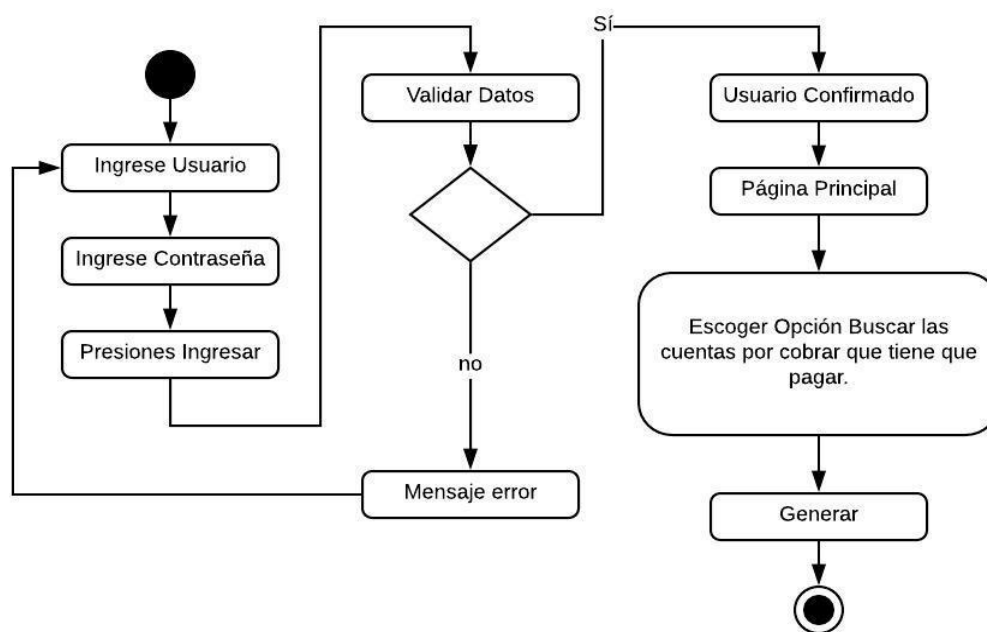 Ingrese Usuario
Ingrese Contraseña
Presiones Ingresar
Validar Datos
no
Mensaje error
Sí
Usuario Confirmado
Página Principal
Escoger Opción Buscar las
cuentas por cobrar que tiene que
pagar.
Generar